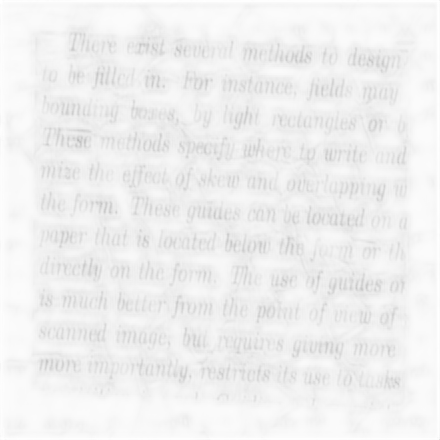 There exist several methods to design
to be filled in. For instance, fields may
bounding boxes, by light rectangles or b
These methods specify where to write and
mize the effect of skew and overlapping w
the form. These guides can be located on a
paper that is located below the form or th
directly on the form. The use of guides on
is much better from the point of view of
scanned image, but requires giving more
more importantly, restricts its use to tasks